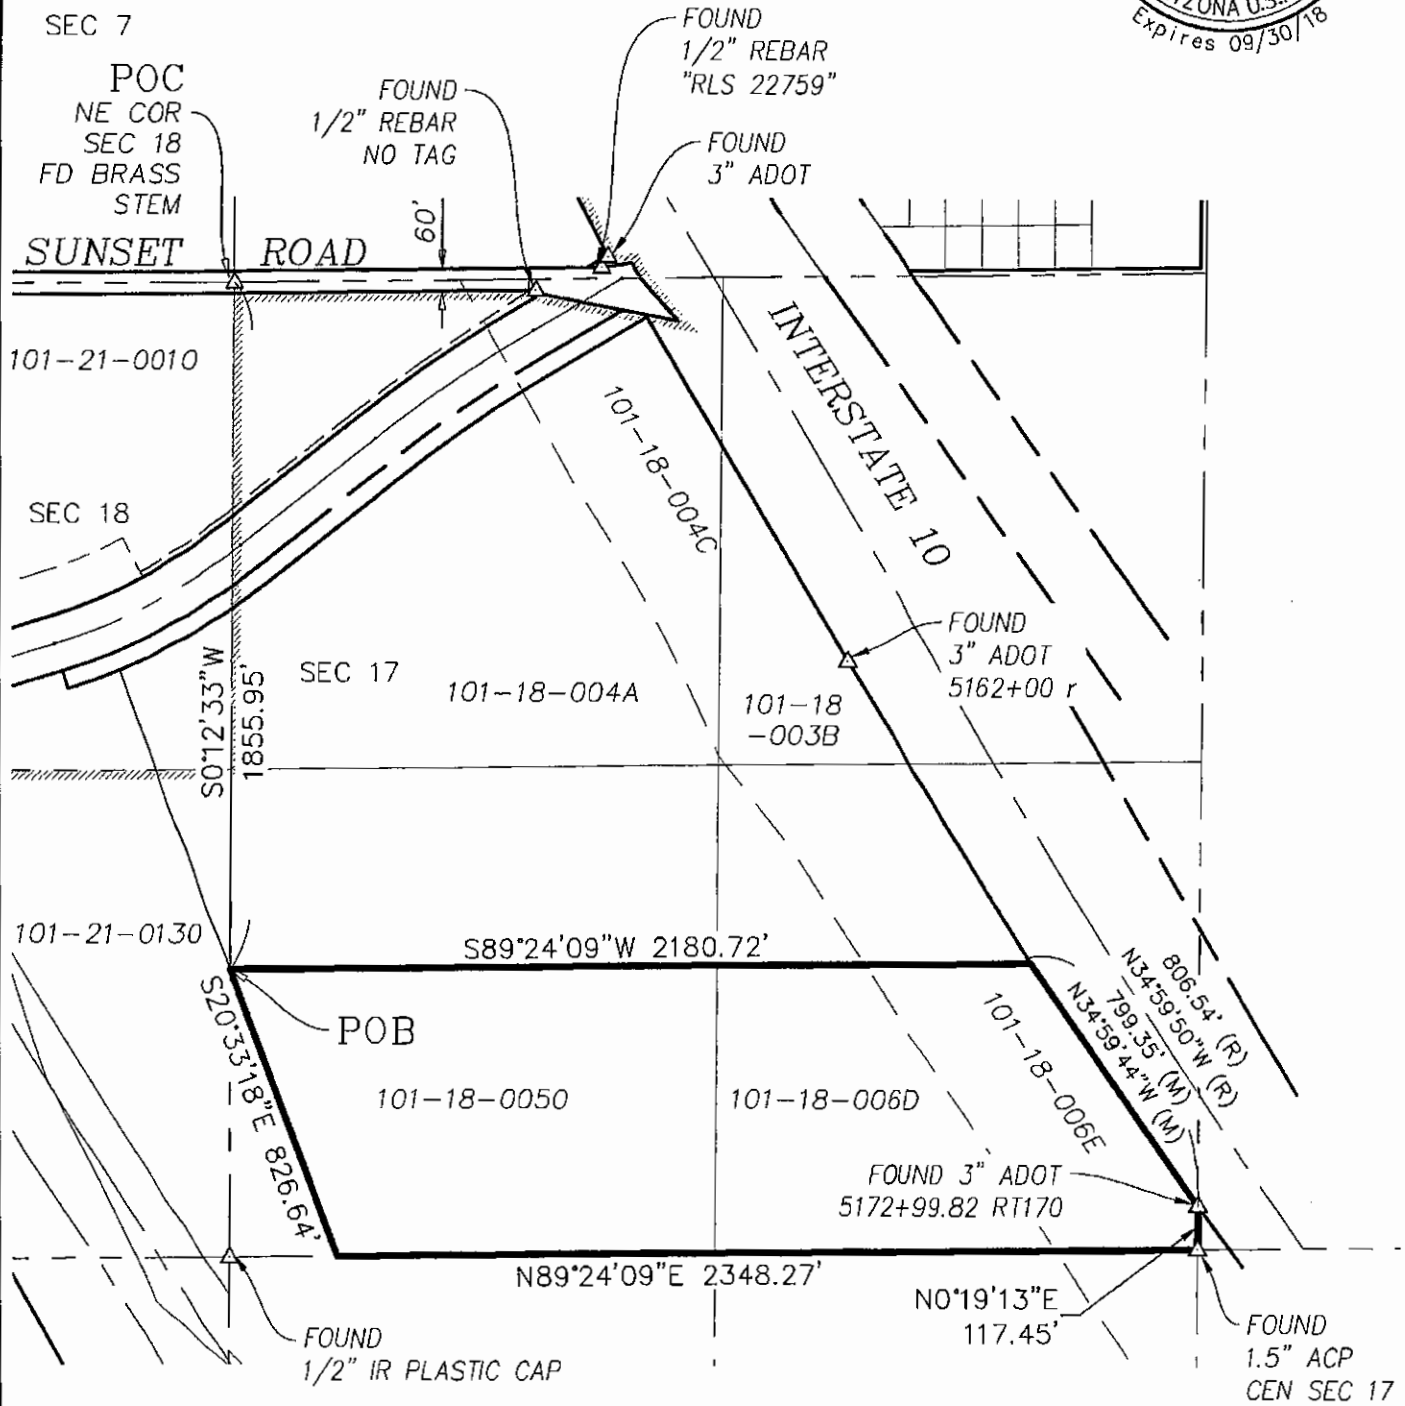 ARIZONA U.S.
Expires 09/30/18
SEC 7
POC
NE COR
SEC 18
FD BRASS
STEM
FOUND
1/2" REBAR
NO TAG
FOUND
1/2" REBAR
"RLS 22759"
FOUND
3" ADOT
60'
SUNSET ROAD
101-21-0010
INTERSTATE 10
101-18-004C
SEC 18
S0°12'33"W
1855.95'
SEC 17
101-18-004A
101-18
-003B
FOUND
3" ADOT
5162+00 r
101-21-0130
S89°24'09"W 2180.72'
POB
S20°33'18"E 826.64'
101-18-0050
101-18-006D
101-18-006E
806.54' (R)
N34°59'50"W (R)
799.35' (M)
N34°59'44"W (M)
FOUND 3" ADOT
5172+99.82 RT170
N89°24'09"E 2348.27'
N0°19'13"E
117.45'
FOUND
1/2" IR PLASTIC CAP
FOUND
1.5" ACP
CEN SEC 17